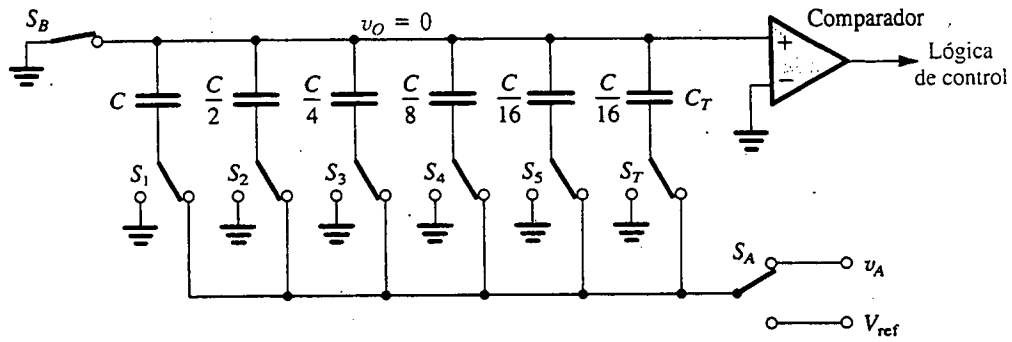 S_B
v_O = 0
Comparador
+
−
Lógica
de control
C
C/2
C/4
C/8
C/16
C/16
C_T
S_1
S_2
S_3
S_4
S_5
S_T
S_A
v_A
V_ref